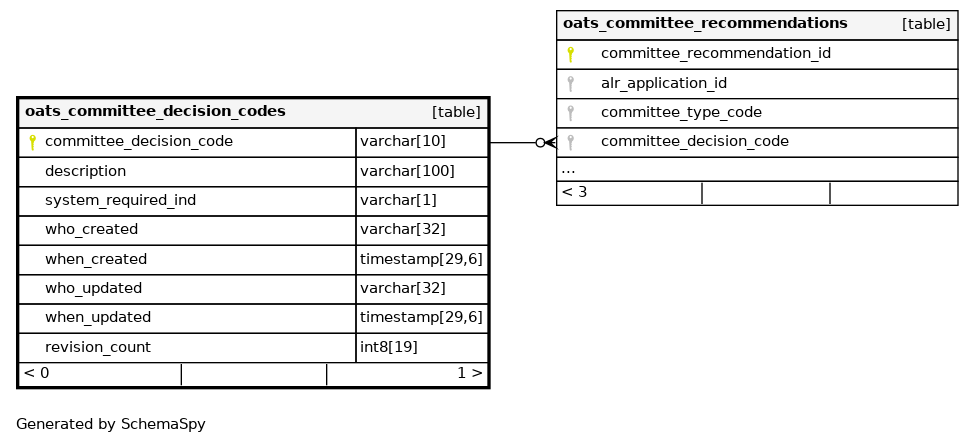 oats_committee_recommendations [table]
committee_recommendation_id
alr_application_id
committee_type_code
committee_decision_code
...
< 3
oats_committee_decision_codes [table]
committee_decision_code varchar[10]
description varchar[100]
system_required_ind varchar[1]
who_created varchar[32]
when_created timestamp[29,6]
who_updated varchar[32]
when_updated timestamp[29,6]
revision_count int8[19]
< 0 1 >
Generated by SchemaSpy